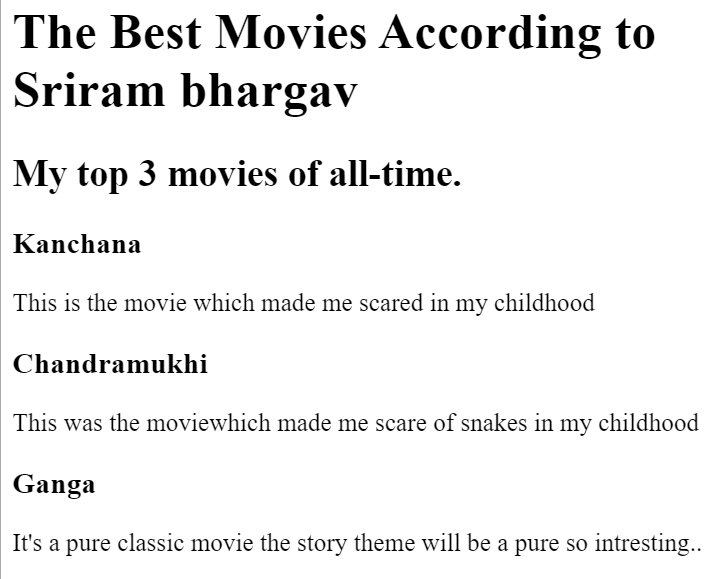 The Best Movies According to
Sriram bhargav
My top 3 movies of all-time.
Kanchana
This is the movie which made me scared in my childhood
Chandramukhi
This was the moviewhich made me scare of snakes in my childhood
Ganga
It's a pure classic movie the story theme will be a pure so intresting..